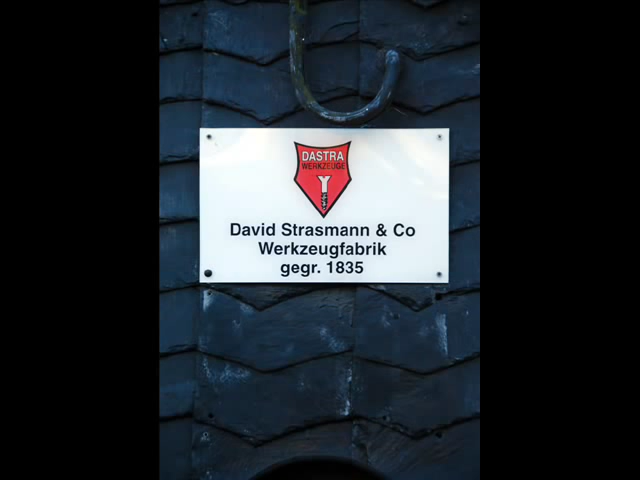 DASTRA
WERKZEUGE
David Strasmann & Co
Werkzeugfabrik
gegr. 1835